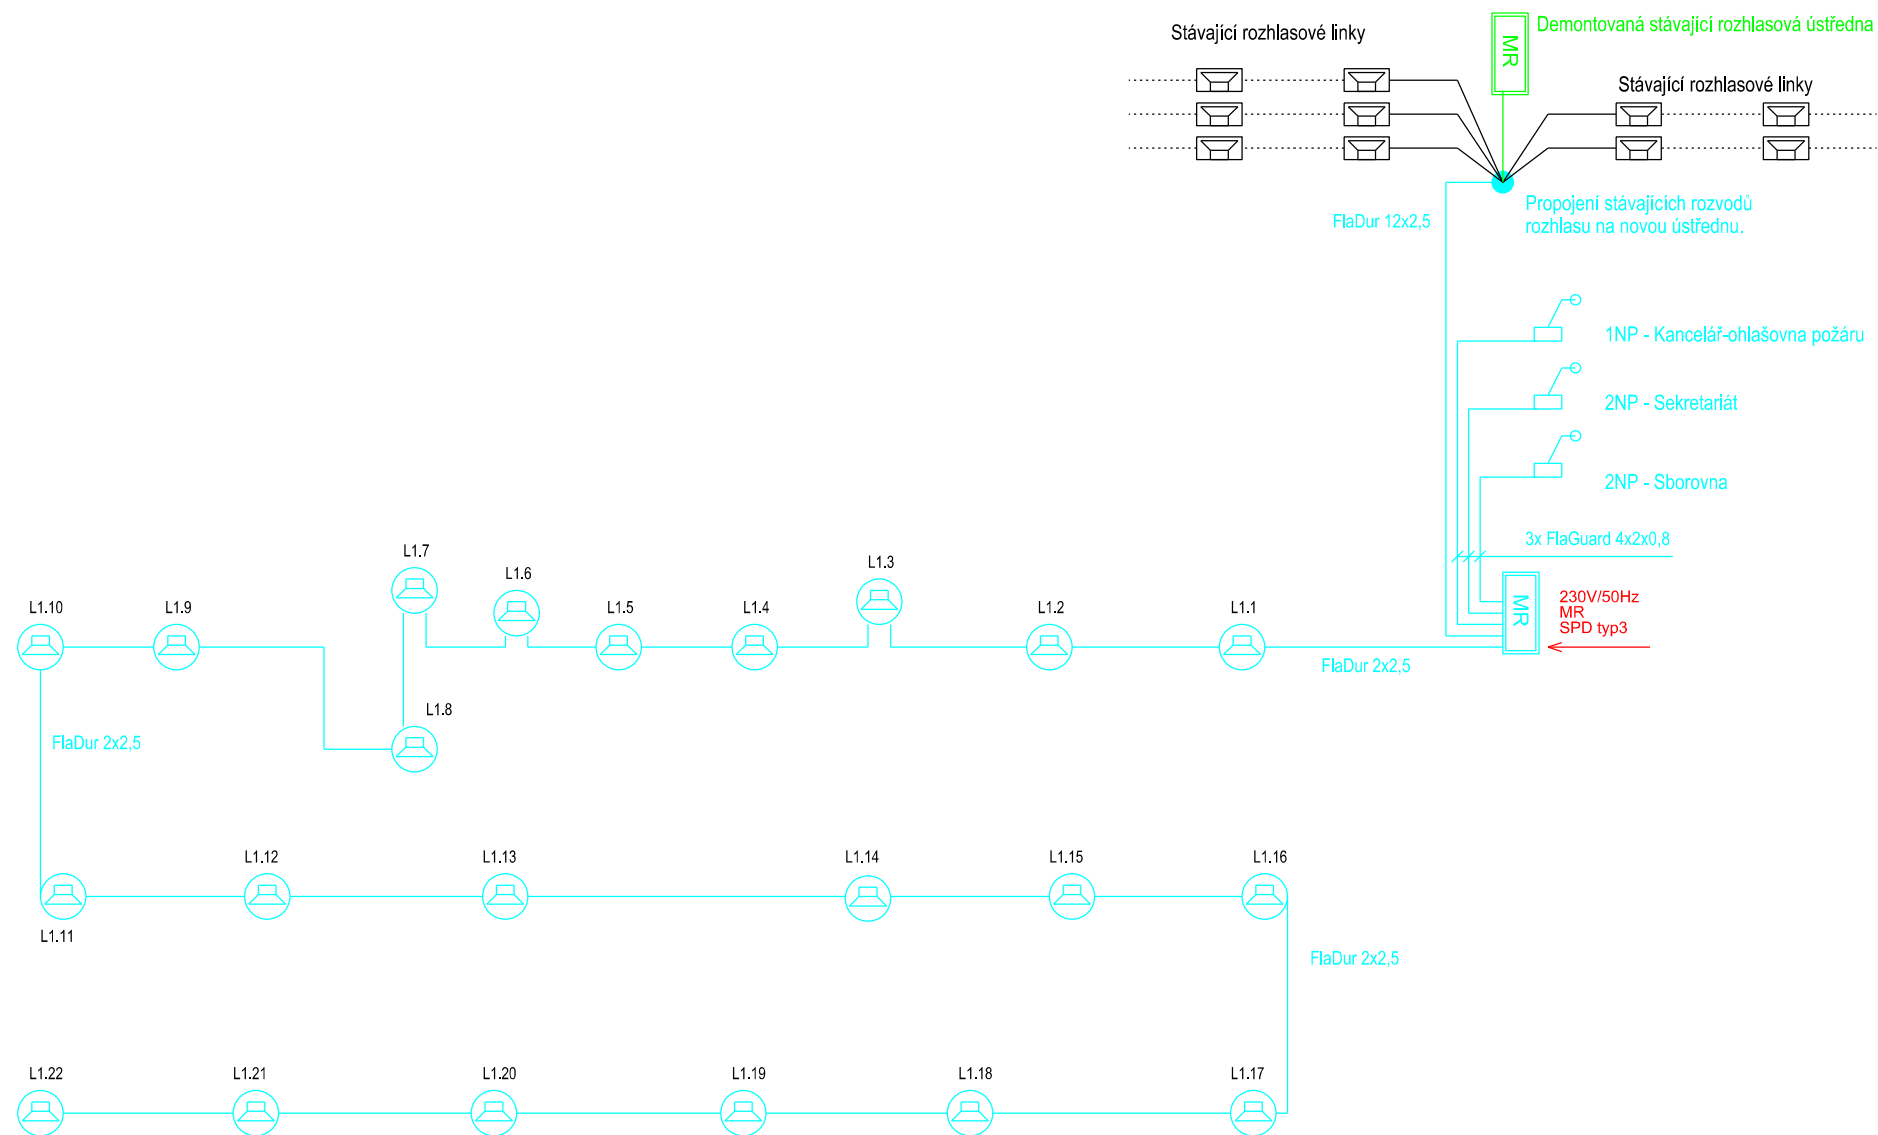 Demontovaná stávající rozhlasová ústředna
MR
Stávající rozhlasové linky
Stávající rozhlasové linky
FlaDur 12x2,5
Propojení stávajicích rozvodů
rozhlasu na novou ústřednu.
1NP - Kancelář-ohlašovna požáru
2NP - Sekretarlát
2NP - Sborovna
3x FlaGuard 4x2x0,8
MR
230V/50Hz
MR
SPD typ3
L1.10
L1.9
L1.7
L1.6
L1.5
L1.4
L1.3
L1.2
L1.1
FlaDur 2x2,5
L1.8
FlaDur 2x2,5
L1.11
L1.12
L1.13
L1.14
L1.15
L1.16
FlaDur 2x2,5
L1.22
L1.21
L1.20
L1.19
L1.18
L1.17